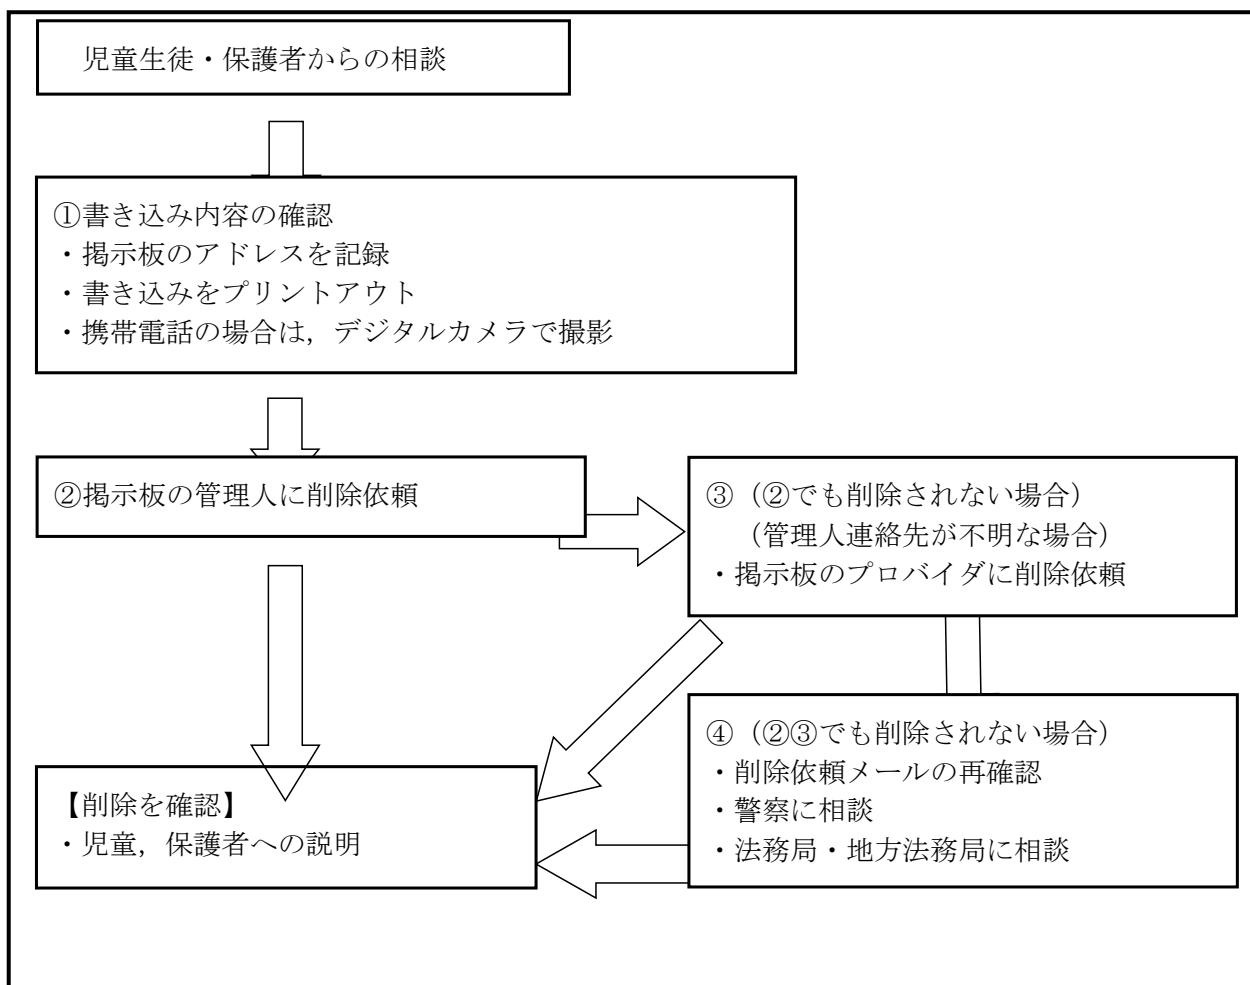 児童生徒・保護者からの相談
①書き込み内容の確認
・掲示板のアドレスを記録
・書き込みをプリントアウト
・携帯電話の場合は，デジタルカメラで撮影
②掲示板の管理人に削除依頼
③（②でも削除されない場合）
（管理人連絡先が不明な場合）
・掲示板のプロバイダに削除依頼
④（②③でも削除されない場合）
・削除依頼メールの再確認
・警察に相談
・法務局・地方法務局に相談
【削除を確認】
・児童，保護者への説明